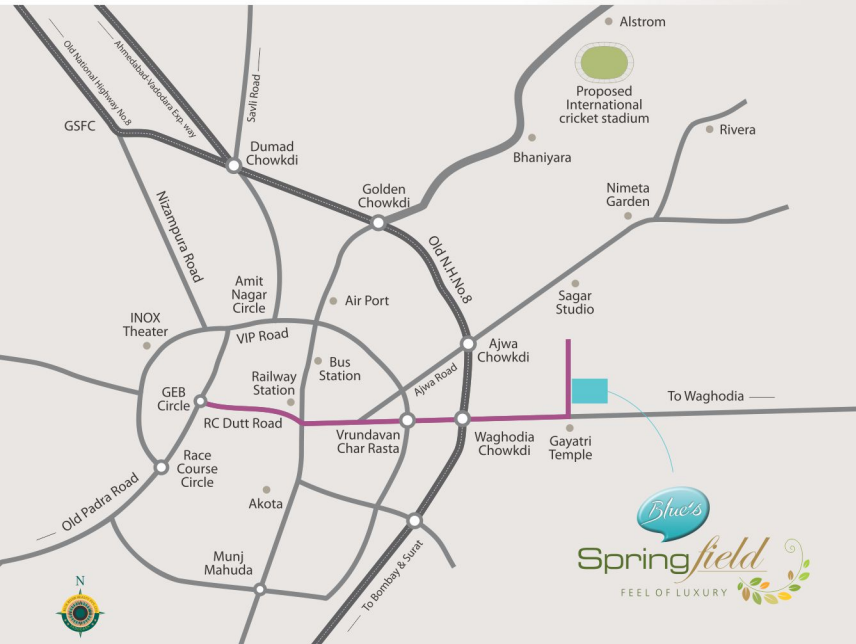 Alstrom
Proposed
International
cricket stadium
Old National Highway No.8
Ahmedabad-Vadodara Exp. way
Savli Road
GSFC
Dumad
Chowkdi
Bhaniyara
Rivera
Golden
Chowkdi
Nimeta
Garden
Nizampura Road
Old N.H.No.8
Amit
Nagar
Circle
Air Port
Sagar
Studio
INOX
Theater
VIP Road
Ajwa
Chowkdi
Bus
Station
Ajwa Road
Railway
Station
GEB
Circle
To Waghodia
RC Dutt Road
Vrundavan
Char Rasta
Waghodia
Chowkdi
Gayatri
Temple
Race
Course
Circle
Old Padra Road
Akota
Blue's
Springfield
FEEL OF LUXURY
Munj
Mahuda
To Bombay & Surat
N